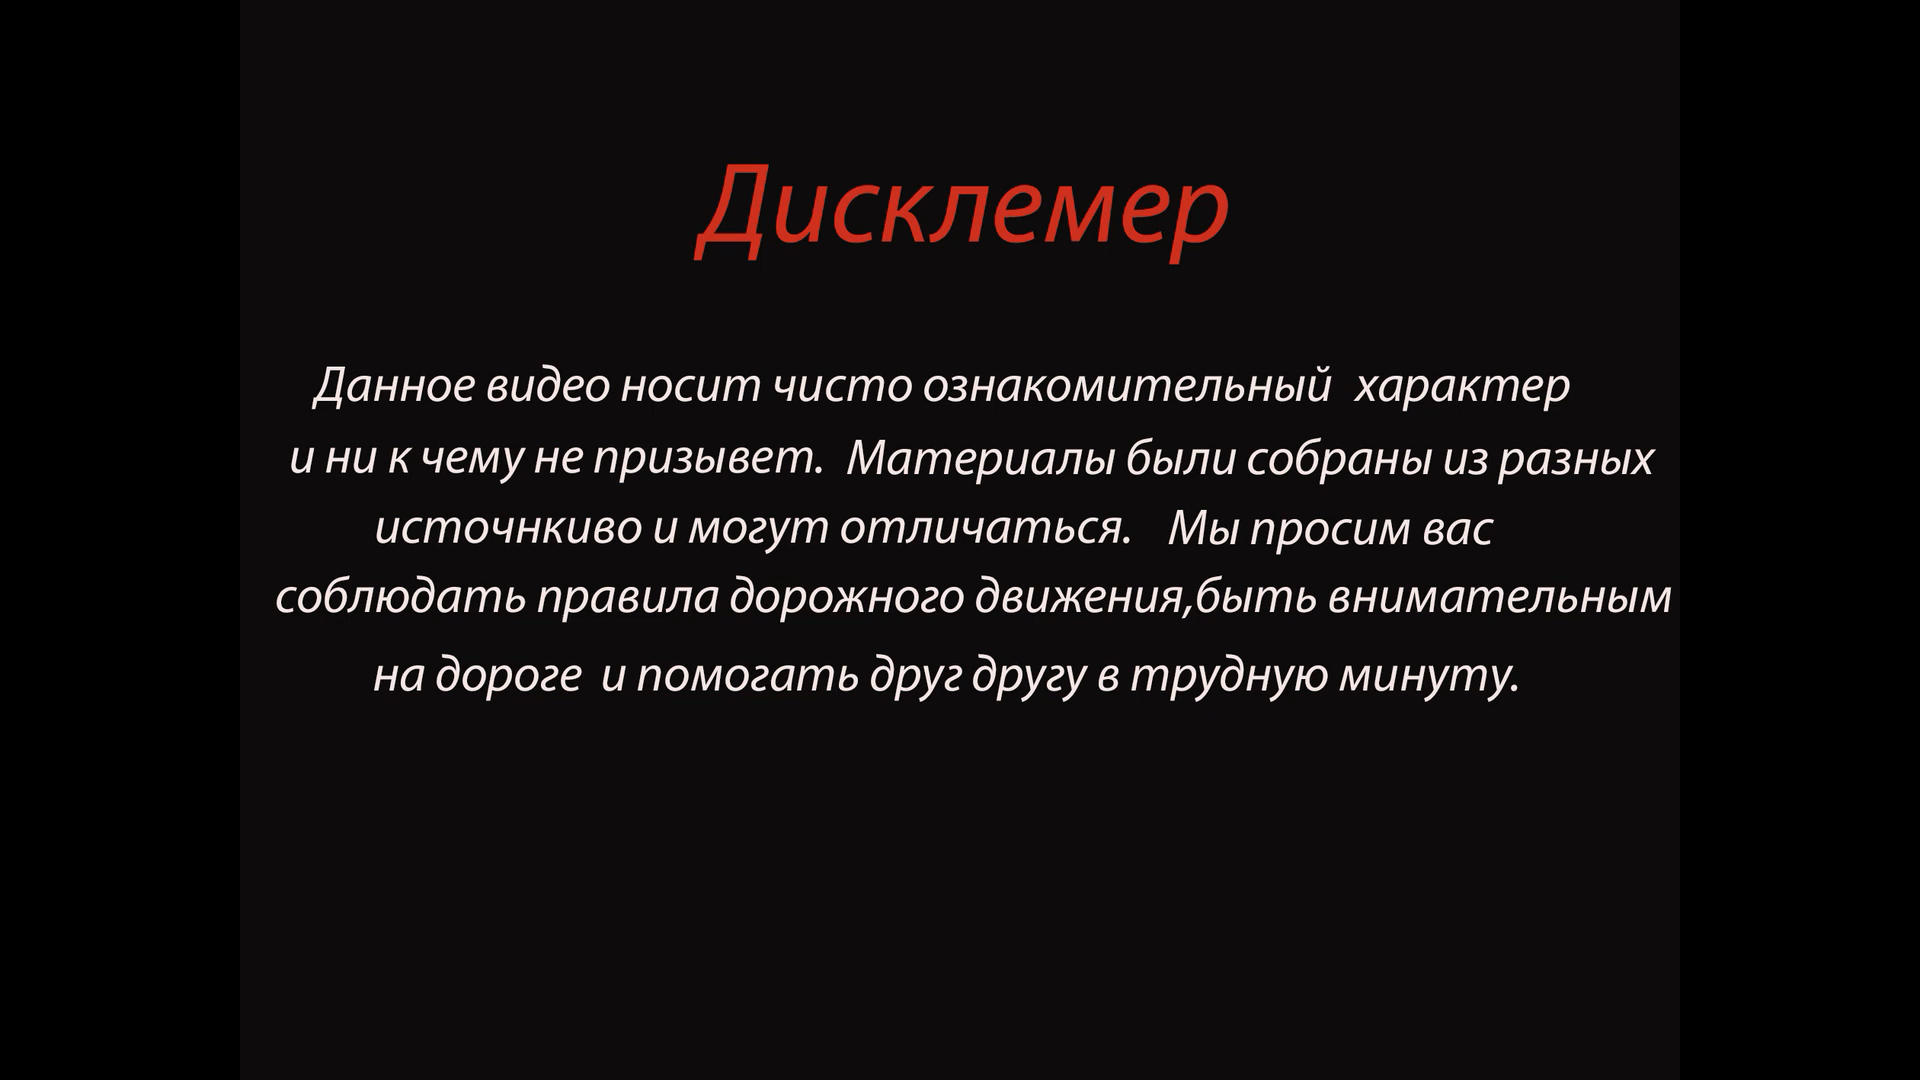 Дисклемер
Данное видео носит чисто ознакомительный характер
и ни к чему не призывет. Материалы были собраны из разных
источнкиво и могут отличаться. Мы просим вас
соблюдать правила дорожного движения,быть внимательным
на дороге и помогать друг другу в трудную минуту.